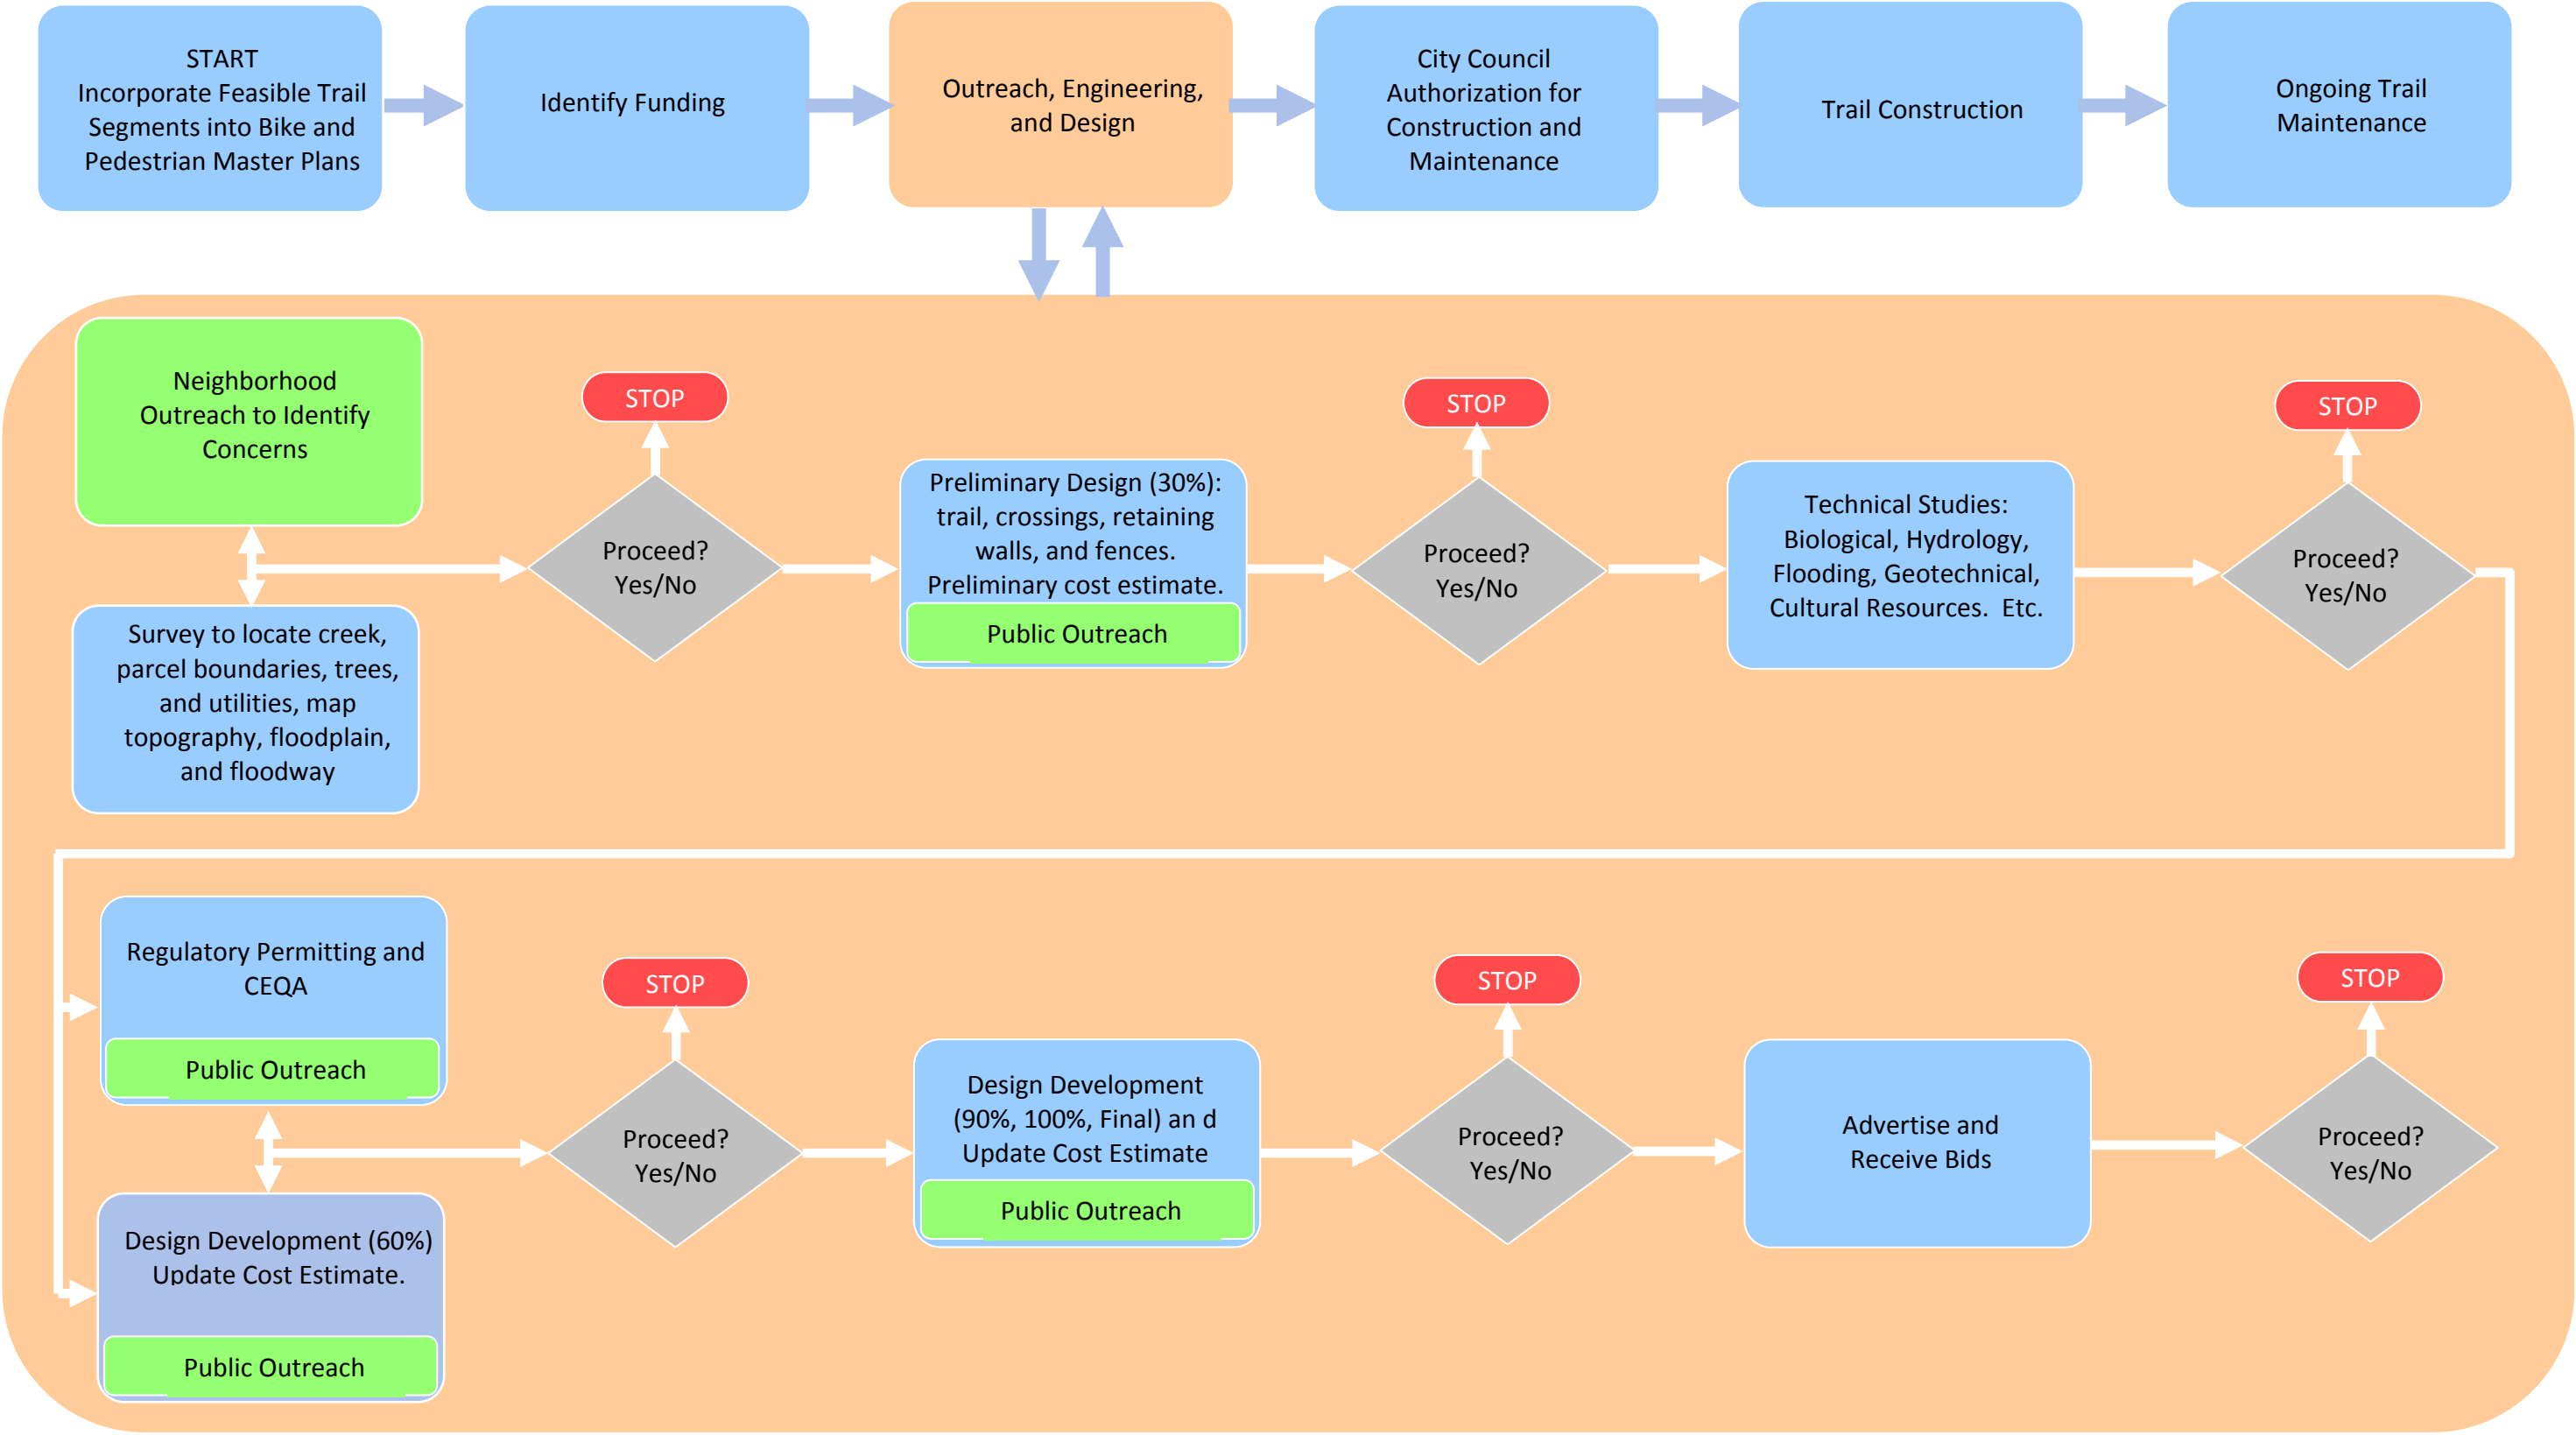 START
Incorporate Feasible Trail
Segments into Bike and
Pedestrian Master Plans
Identify Funding
Outreach, Engineering,
and Design
City Council
Authorization for
Construction and
Maintenance
Trail Construction
Ongoing Trail
Maintenance
Neighborhood
Outreach to Identify
Concerns
Survey to locate creek,
parcel boundaries, trees,
and utilities, map
topography, floodplain,
and floodway
STOP
Proceed?
Yes/No
Preliminary Design (30%):
trail, crossings, retaining
walls, and fences.
Preliminary cost estimate.
Public Outreach
STOP
Proceed?
Yes/No
Technical Studies:
Biological, Hydrology,
Flooding, Geotechnical,
Cultural Resources.  Etc.
STOP
Proceed?
Yes/No
Regulatory Permitting and
CEQA
Public Outreach
Design Development (60%)
Update Cost Estimate.
Public Outreach
STOP
Proceed?
Yes/No
Design Development
(90%, 100%, Final) an d
Update Cost Estimate
Public Outreach
STOP
Proceed?
Yes/No
Advertise and
Receive Bids
STOP
Proceed?
Yes/No